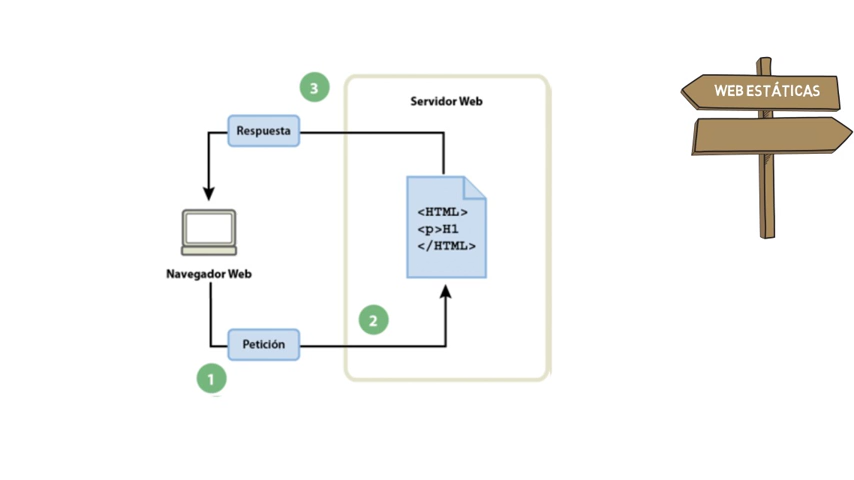 3
Servidor Web
WEB ESTÁTICAS
Respuesta
<HTML>
<p>H1
</HTML>
Navegador Web
2
Petición
1